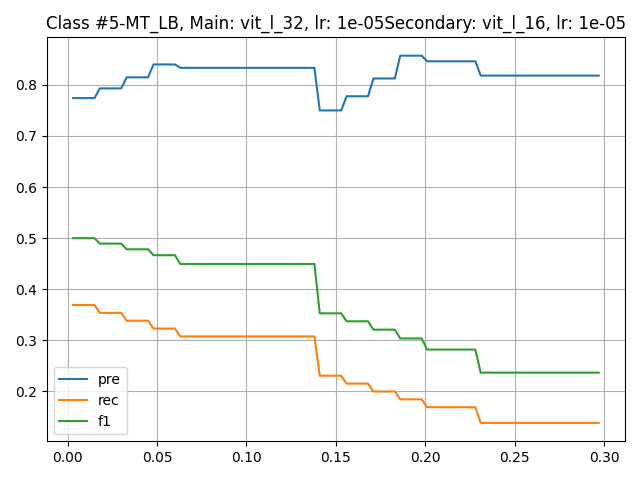 Class #5-MT_LB, Main: vit_l_32, lr: 1e-05Secondary: vit_l_16, lr: 1e-05
0.8
0.7
0.6
0.5
0.4
0.3
0.2
pre
rec
f1
0.00 0.05 0.10 0.15 0.20 0.25 0.30